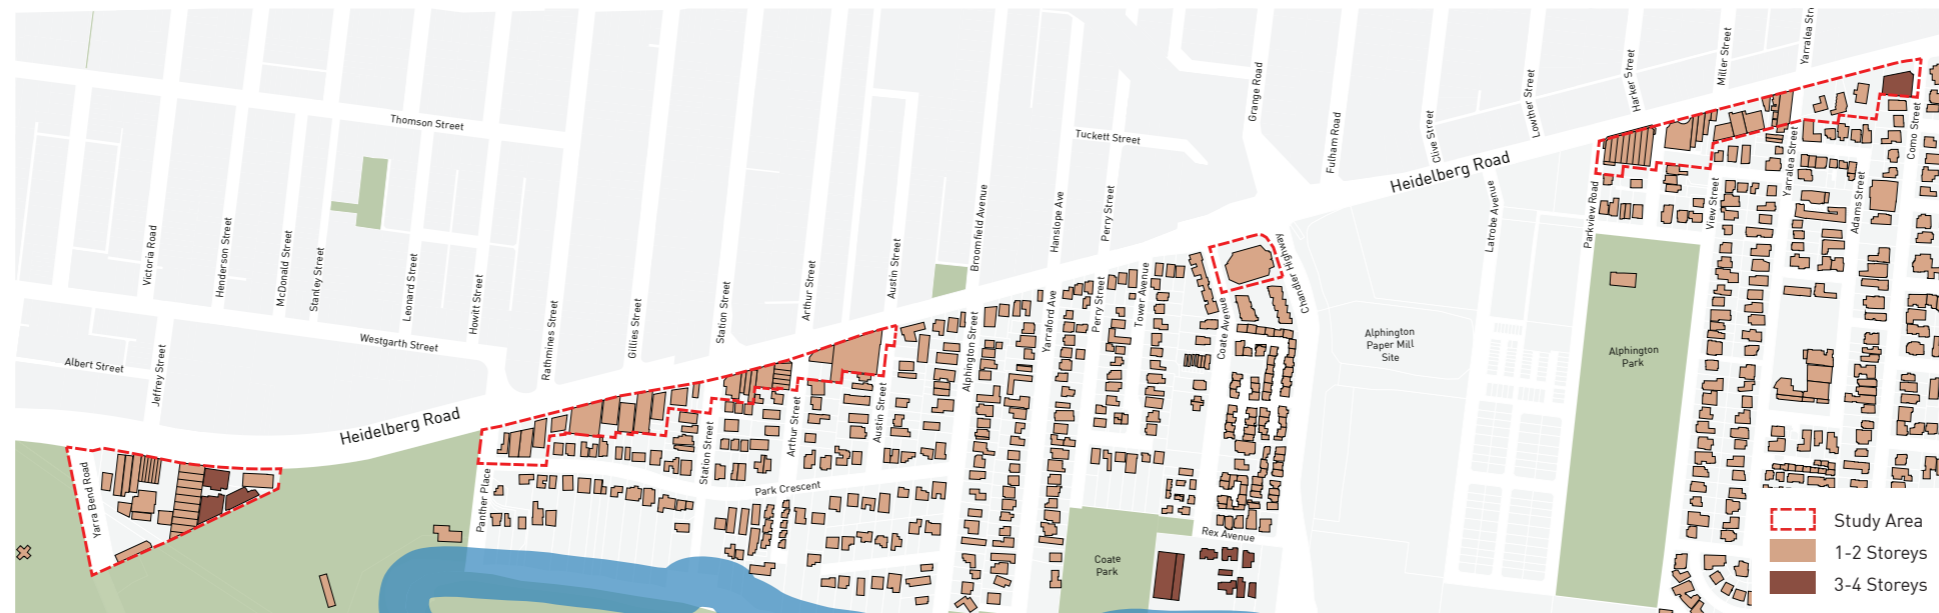 Thomson Street
Tuckett Street
Victoria Road
Henderson Street
McDonald Street
Stanley Street
Leonard Street
Howitt Street
Rathmines Street
Gillies Street
Station Street
Arthur Street
Austin Street
Broomfield Avenue
Hanslope Ave
Perry Street
Grange Road
Fulham Road
Clive Street
Lowther Street
Harker Street
Miller Street
Yarralea Str
Heidelberg Road
Albert Street
Jeffrey Street
Westgarth Street
Heidelberg Road
Yarra Bend Road
Panther Place
Station Street
Arthur Street
Austin Street
Park Crescent
Alphington Street
Yarraford Ave
Perry Street
Tower Avenue
Coate Avenue
Chandler Highway
Chandler Highway
Latrobe Avenue
Parkview Road
View Street
Yarralea Street
Adams Street
Como Street
Alphington
Paper Mill
Site
Alphington
Park
Rex Avenue
Coate
Park
Study Area
1-2 Storeys
3-4 Storeys